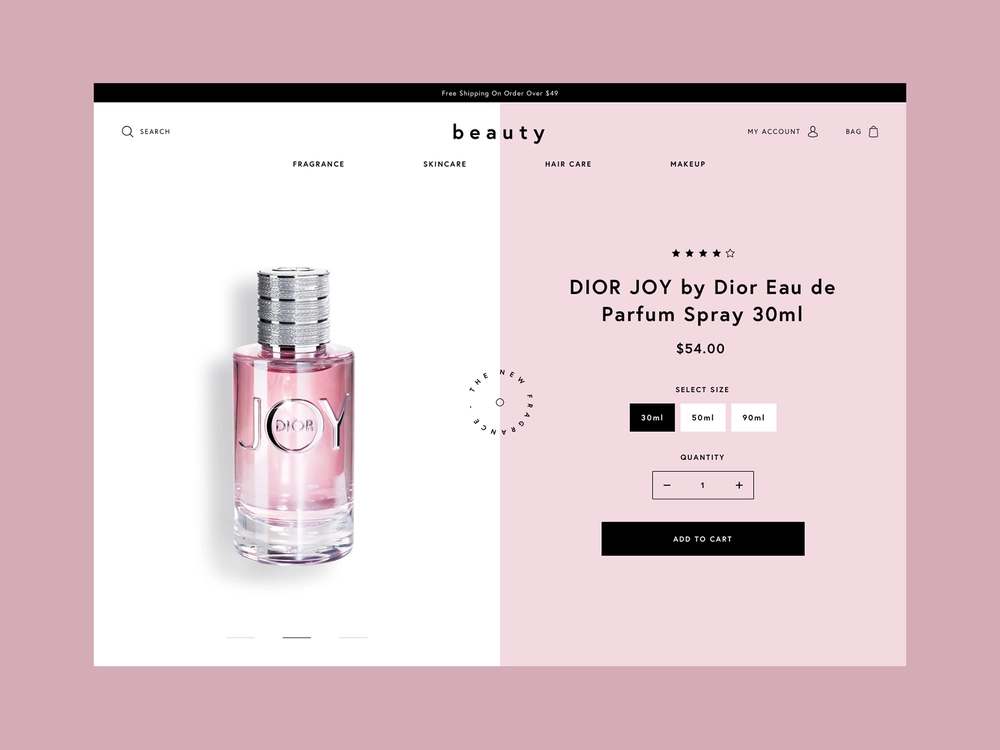 Free Shipping On Order Over $49
SEARCH
beauty
MY ACCOUNT
BAG
FRAGRANCE
SKINCARE
HAIR CARE
MAKEUP
JOY
DIOR
THE NEW FRAGRANCE -
DIOR JOY by Dior Eau de
Parfum Spray 30ml
$54.00
SELECT SIZE
30ml
50ml
90ml
QUANTITY
− 1 +
ADD TO CART